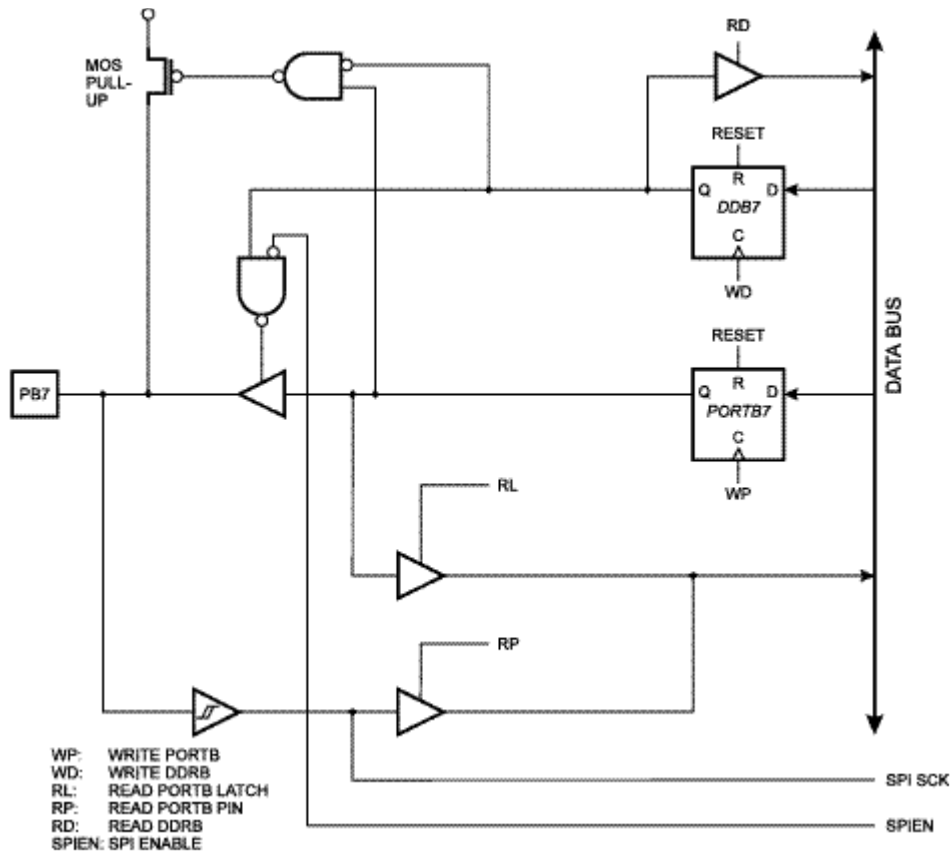 RD
MOS
PULL-
UP
RESET
Q R D
DDB7
C
WD
DATA BUS
RESET
PB7
Q R D
PORTB7
C
WP
RL
RP
WP: WRITE PORTB
WD: WRITE DDRB
RL: READ PORTB LATCH
RP: READ PORTB PIN
RD: READ DDRB
SPIEN: SPI ENABLE
SPI SCK
SPIEN